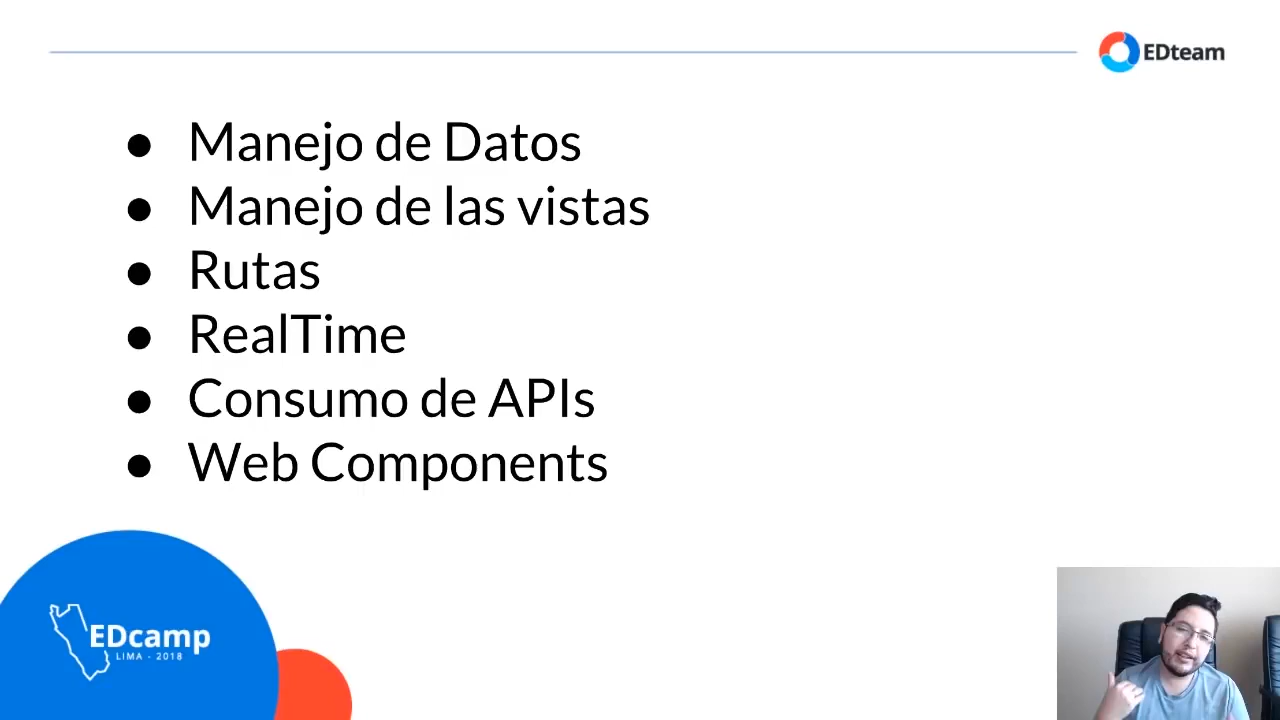 EDteam
● Manejo de Datos
● Manejo de las vistas
● Rutas
● RealTime
● Consumo de APIs
● Web Components
EDcamp
LIMA - 2018